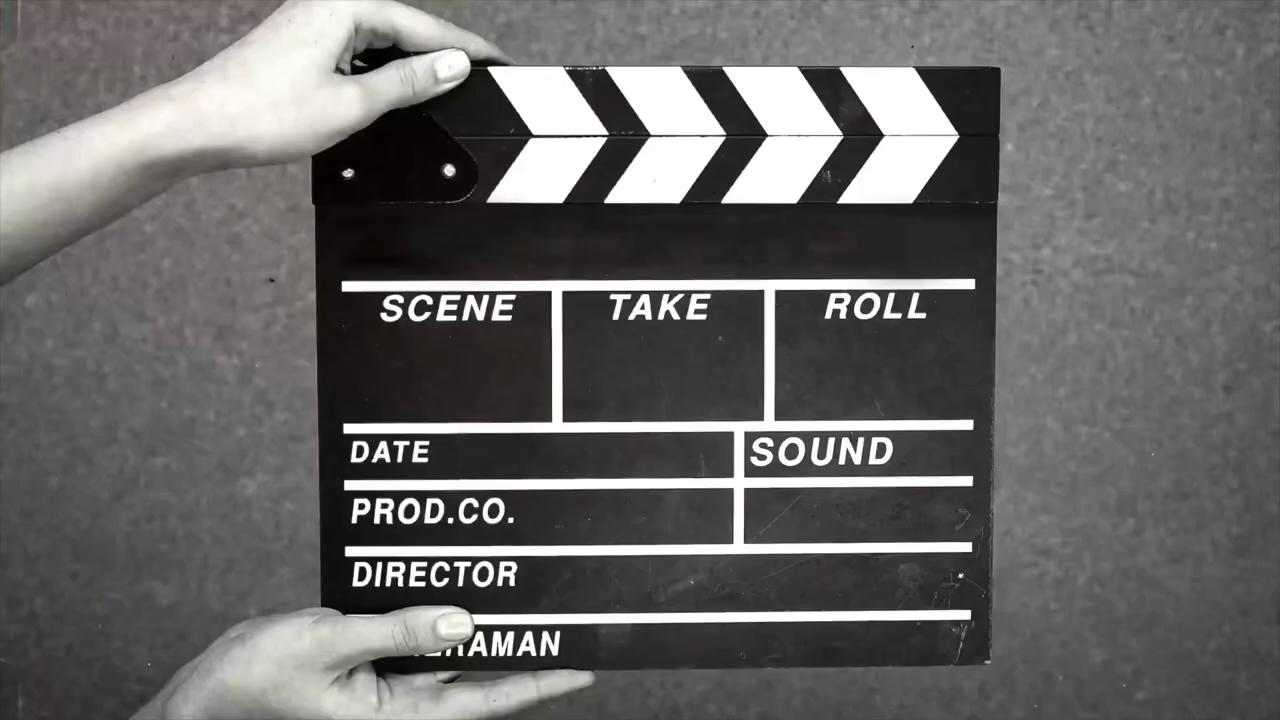 SCENE TAKE ROLL
DATE SOUND
PROD.CO.
DIRECTOR